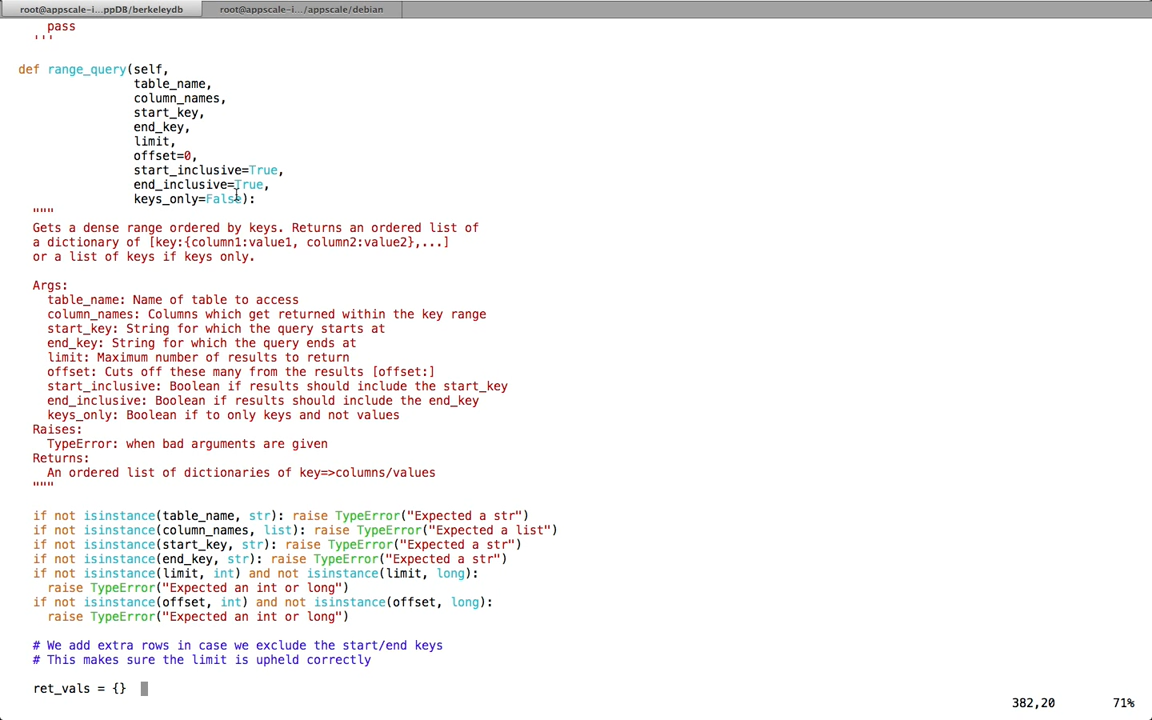 root@appscale-i...ppDB/berkeleydb
root@appscale-i.../appscale/debian
pass
'''
def range_query(self,
table_name,
column_names,
start_key,
end_key,
limit,
offset=0,
start_inclusive=True,
end_inclusive=True,
keys_only=False):
"""
Gets a dense range ordered by keys. Returns an ordered list of
a dictionary of [key:{column1:value1, column2:value2},...]
or a list of keys if keys only.
Args:
table_name: Name of table to access
column_names: Columns which get returned within the key range
start_key: String for which the query starts at
end_key: String for which the query ends at
limit: Maximum number of results to return
offset: Cuts off these many from the results [offset:]
start_inclusive: Boolean if results should include the start_key
end_inclusive: Boolean if results should include the end_key
keys_only: Boolean if to only keys and not values
Raises:
TypeError: when bad arguments are given
Returns:
An ordered list of dictionaries of key=>columns/values
"""
if not isinstance(table_name, str): raise TypeError("Expected a str")
if not isinstance(column_names, list): raise TypeError("Expected a list")
if not isinstance(start_key, str): raise TypeError("Expected a str")
if not isinstance(end_key, str): raise TypeError("Expected a str")
if not isinstance(limit, int) and not isinstance(limit, long):
raise TypeError("Expected an int or long")
if not isinstance(offset, int) and not isinstance(offset, long):
raise TypeError("Expected an int or long")
# We add extra rows in case we exclude the start/end keys
# This makes sure the limit is upheld correctly
ret_vals = {}
382,20 71%